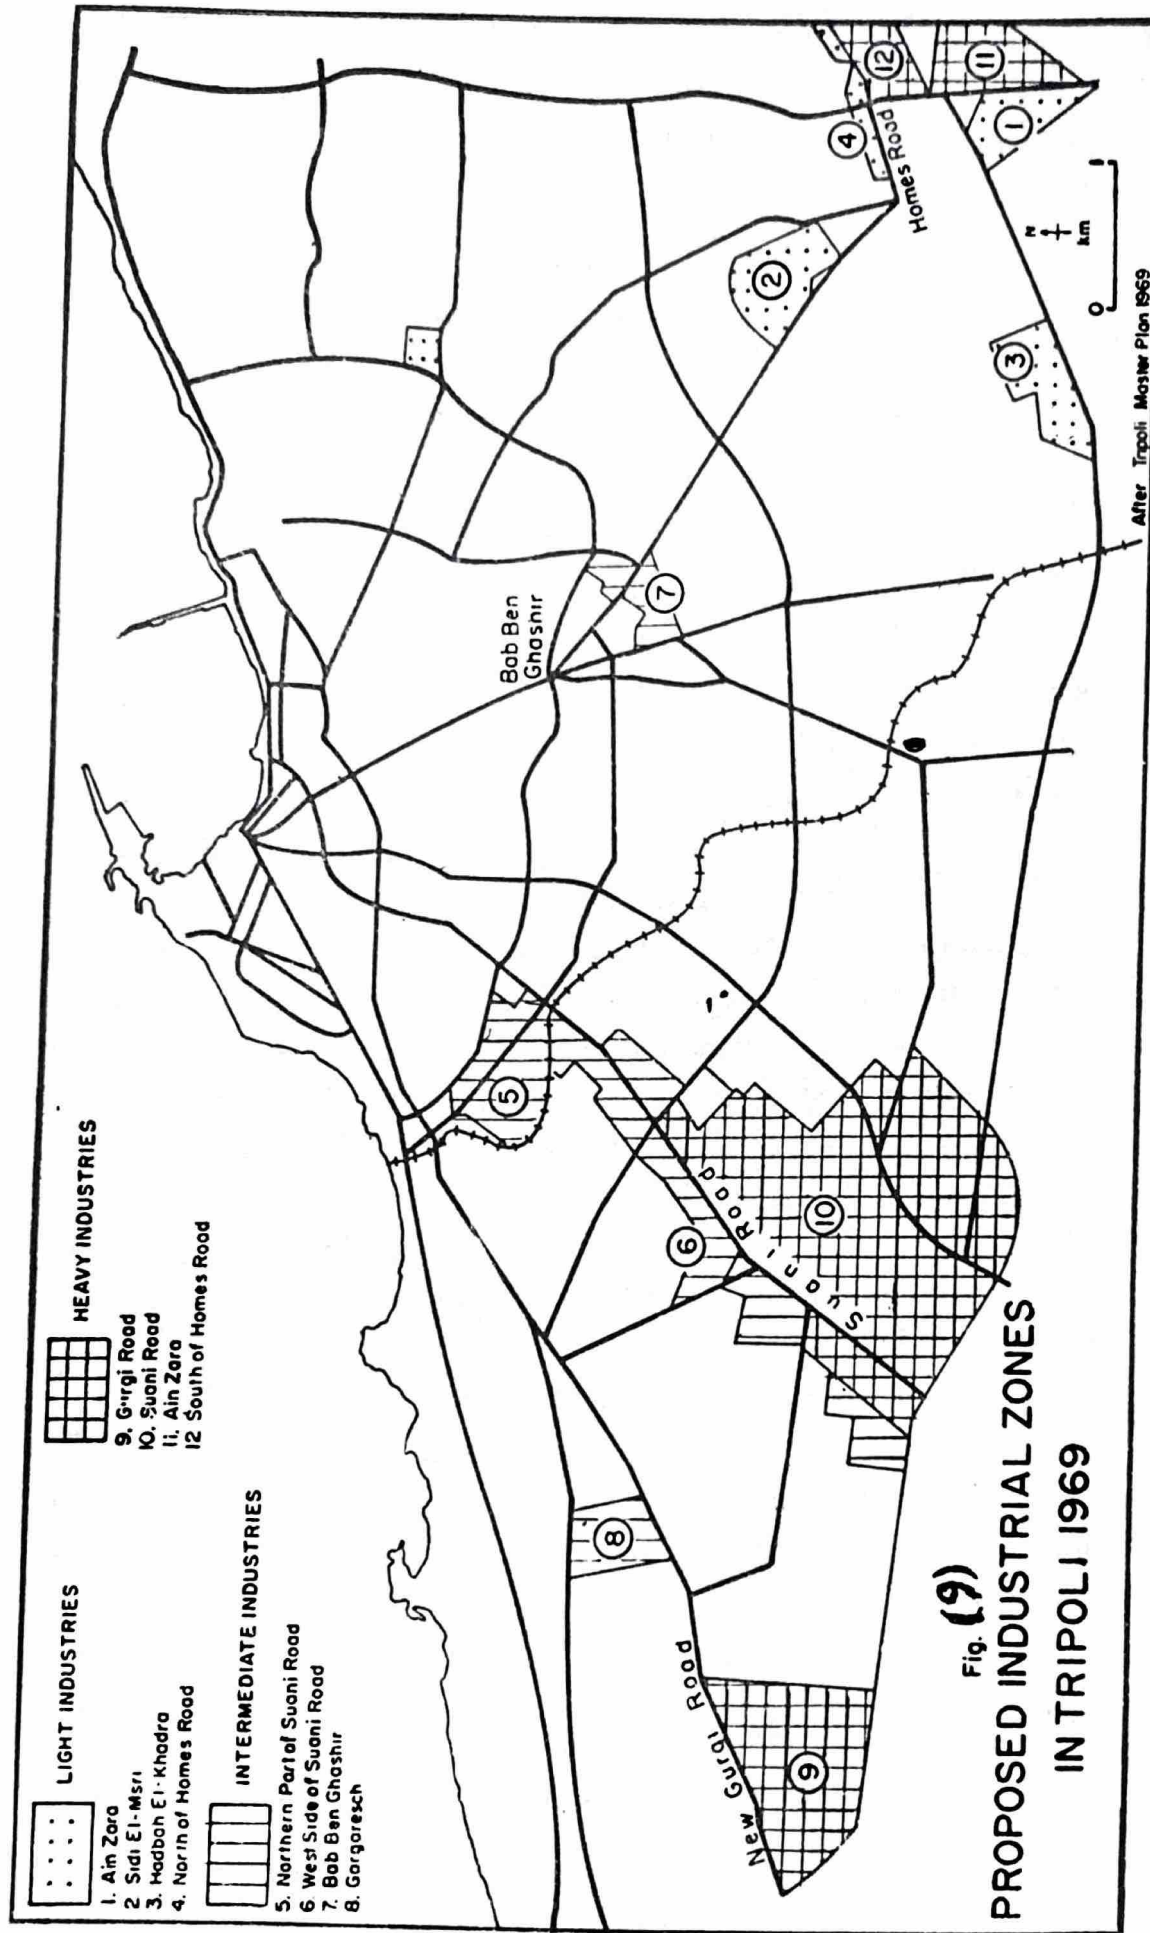 LIGHT INDUSTRIES
1. Ain Zara
2 Sidi El-Msri
3. Hadbah El-Khadra
4. North of Homes Road
INTERMEDIATE INDUSTRIES
5. Northern Part of Suani Road
6. West Side of Suani Road
7. Bab Ben Ghashir
8. Gargaresch
HEAVY INDUSTRIES
9. Gurgi Road
10. Suani Road
11. Ain Zara
12 South of Homes Road
Bab Ben
Ghashir
Homes Road
Suani Road
New Gurgi Road
1
2
3
4
5
6
7
8
9
10
11
12
N
0 1
km
Fig. (9)
PROPOSED INDUSTRIAL ZONES
IN TRIPOLI 1969
After Tripoli Master Plan 1969